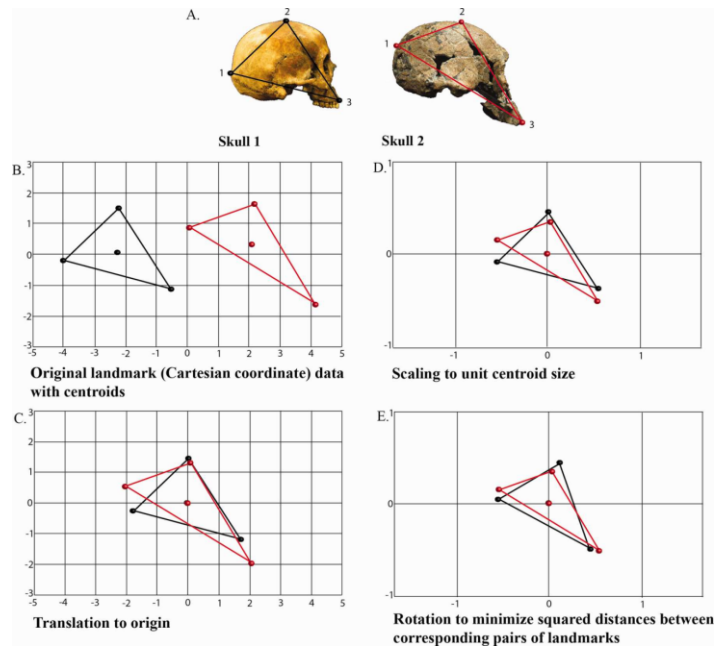 A.
2
2
1
1
3
3
Skull 1
Skull 2
B.
3
2
1
0
-1
-2
-3
-5 -4 -3 -2 -1 0 1 2 3 4 5
Original landmark (Cartesian coordinate) data
with centroids
D.
1
0
-1
-1 0 1
Scaling to unit centroid size
C.
3
2
1
0
-1
-2
-3
-5 -4 -3 -2 -1 0 1 2 3 4 5
Translation to origin
E.
1
0
-1
-1 0 1
Rotation to minimize squared distances between
corresponding pairs of landmarks